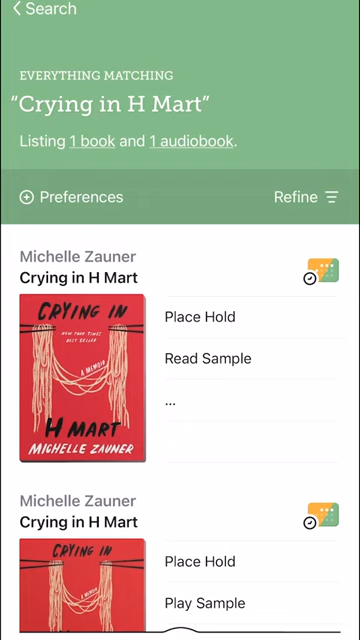 Search
EVERYTHING MATCHING
“Crying in H Mart”
Listing 1 book and 1 audiobook.
Preferences
Refine
Michelle Zauner
Crying in H Mart
CRYING IN
NEW YORK TIMES
BEST SELLER
A MEMOIR
H MART
MICHELLE ZAUNER
Place Hold
Read Sample
...
Michelle Zauner
Crying in H Mart
CRYING IN
A MEMOIR
Place Hold
Play Sample